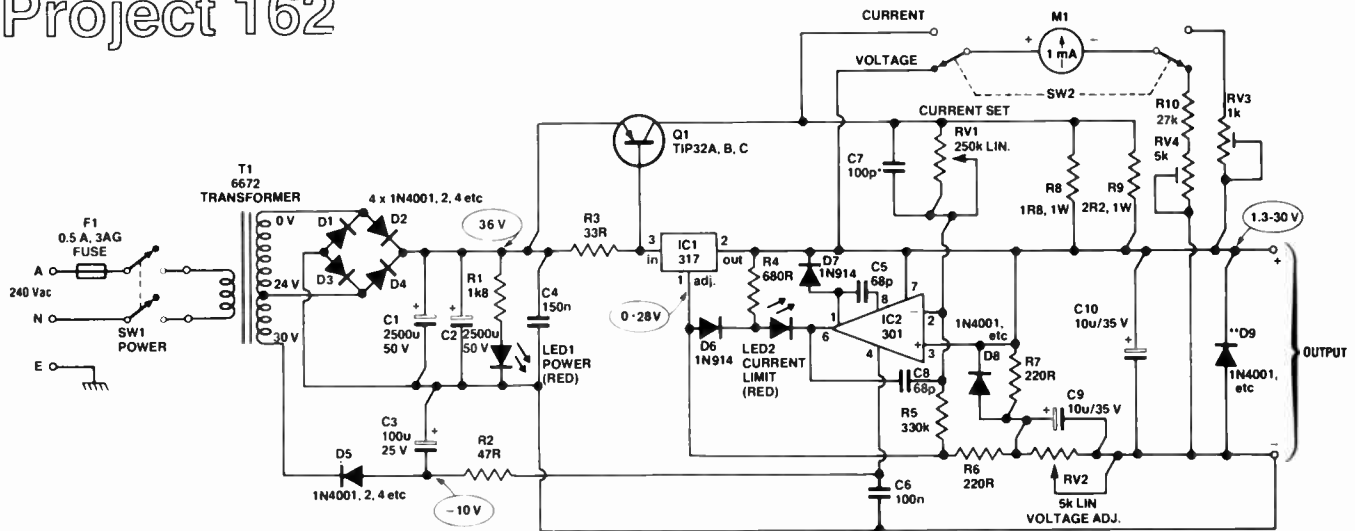 Project 162
CURRENT
M1
+
−
1 mA
VOLTAGE
SW2
R10
27k
RV3
1k
RV4
5k
CURRENT SET
RV1
250k LIN.
C7
100p*
R8
1R8, 1W
R9
2R2, 1W
Q1
TIP32A, B, C
T1
6672
TRANSFORMER
4 x 1N4001, 2, 4 etc
0 V
D1
D2
D3
D4
24 V
30 V
36 V
F1
0.5 A, 3AG
FUSE
A
240 Vac
N
SW1
POWER
E
R3
33R
3
in
IC1
317
2
out
1
adj.
0·28V
R4
680R
D7
1N914
C5
68p
1
8
7
IC2
301
−
2
+
3
6
4
1N4001,
etc
D8
R7
220R
C10
10u/35 V
+
**D9
1N4001,
etc
1.3-30 V
+
OUTPUT
−
R1
1k8
C4
150n
C1
2500u
50 V
+
C2
2500u
50 V
+
LED1
POWER
(RED)
D6
1N914
LED2
CURRENT
LIMIT
(RED)
C8
68p
R5
330k
C9
10u/35 V
+
C3
100u
25 V
+
R2
47R
D5
1N4001, 2, 4 etc
−10 V
R6
220R
RV2
5k LIN
VOLTAGE ADJ.
C6
100n